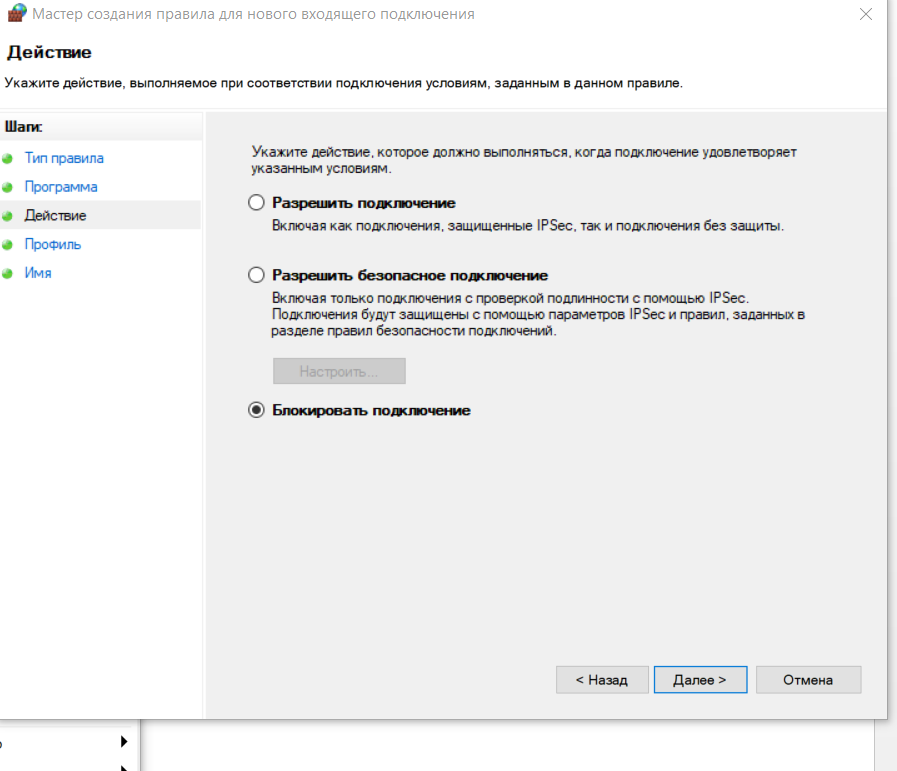 Мастер создания правила для нового входящего подключения
Действие
Укажите действие, выполняемое при соответствии подключения условиям, заданным в данном правиле.
Шаги:
Тип правила
Программа
Действие
Профиль
Имя
Укажите действие, которое должно выполняться, когда подключение удовлетворяет
указанным условиям.
Разрешить подключение
Включая как подключения, защищенные IPSec, так и подключения без защиты.
Разрешить безопасное подключение
Включая только подключения с проверкой подлинности с помощью IPSec.
Подключения будут защищены с помощью параметров IPSec и правил, заданных в
разделе правил безопасности подключений.
Настроить...
Блокировать подключение
< Назад
Далее >
Отмена